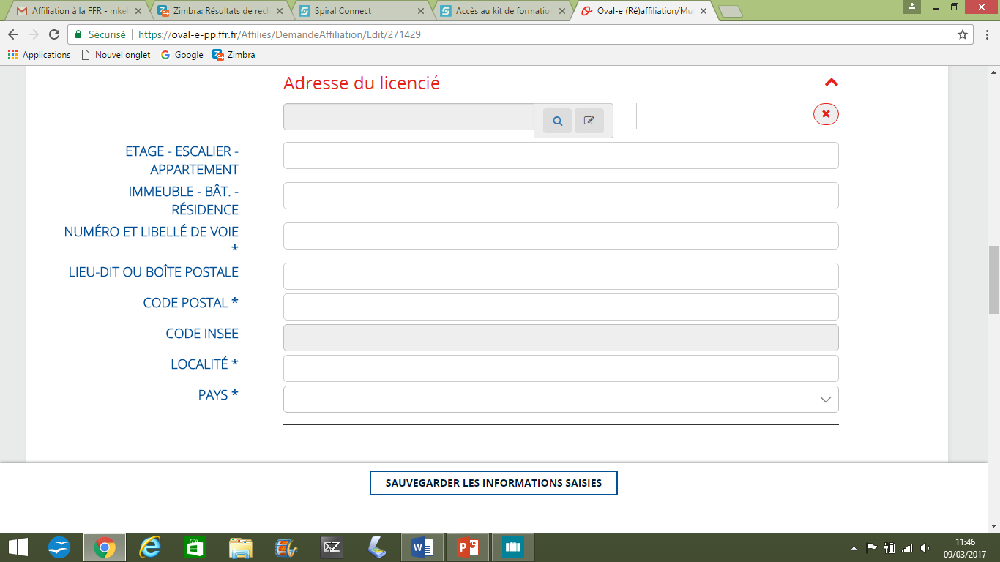 Affiliation à la FFR - mkel
Zimbra: Résultats de rech
Spiral Connect
Accès au kit de formation
Oval-e (Ré)affiliation/Mu
Sécurisé
https://oval-e-pp.ffr.fr/Affilies/DemandeAffiliation/Edit/271429
Applications
Nouvel onglet
Google
Zimbra
Adresse du licencié
ETAGE - ESCALIER -
APPARTEMENT
IMMEUBLE - BÂT. -
RÉSIDENCE
NUMÉRO ET LIBELLÉ DE VOIE
*
LIEU-DIT OU BOÎTE POSTALE
CODE POSTAL *
CODE INSEE
LOCALITÉ *
PAYS *
SAUVEGARDER LES INFORMATIONS SAISIES
11:46
09/03/2017